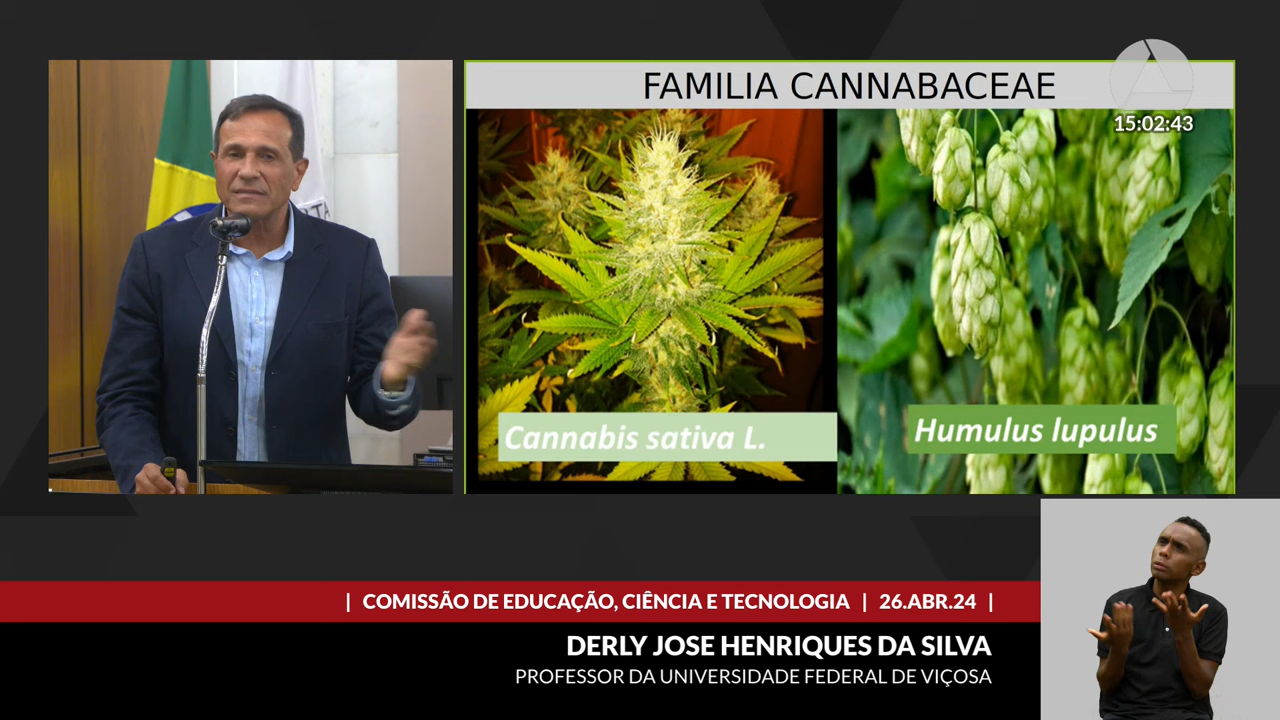 FAMILIA CANNABACEAE
15:02:43
Cannabis sativa L.
Humulus lupulus
| COMISSÃO DE EDUCAÇÃO, CIÊNCIA E TECNOLOGIA | 26.ABR.24 |
DERLY JOSE HENRIQUES DA SILVA
PROFESSOR DA UNIVERSIDADE FEDERAL DE VIÇOSA